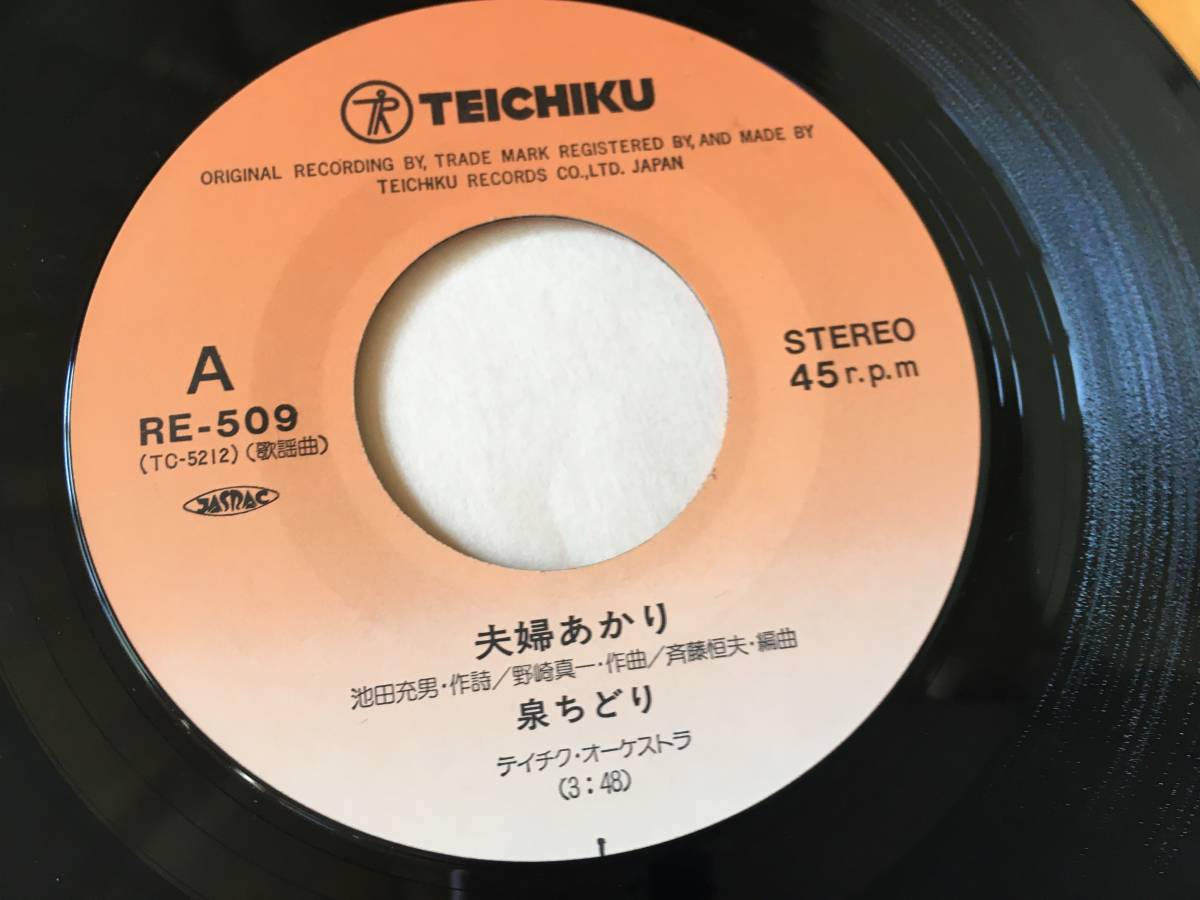 TEICHIKU
ORIGINAL RECORDING BY, TRADE MARK REGISTERED BY, AND MADE BY
TEICHIKU RECORDS CO.,LTD. JAPAN
A
RE-509
(TC-5212)(歌謡曲)
JASRAC
STEREO
45 r.p.m
夫婦あかり
池田充男・作詩/野崎真一・作曲/斉藤恒夫・編曲
泉ちどり
テイチク・オーケストラ
(3:48)